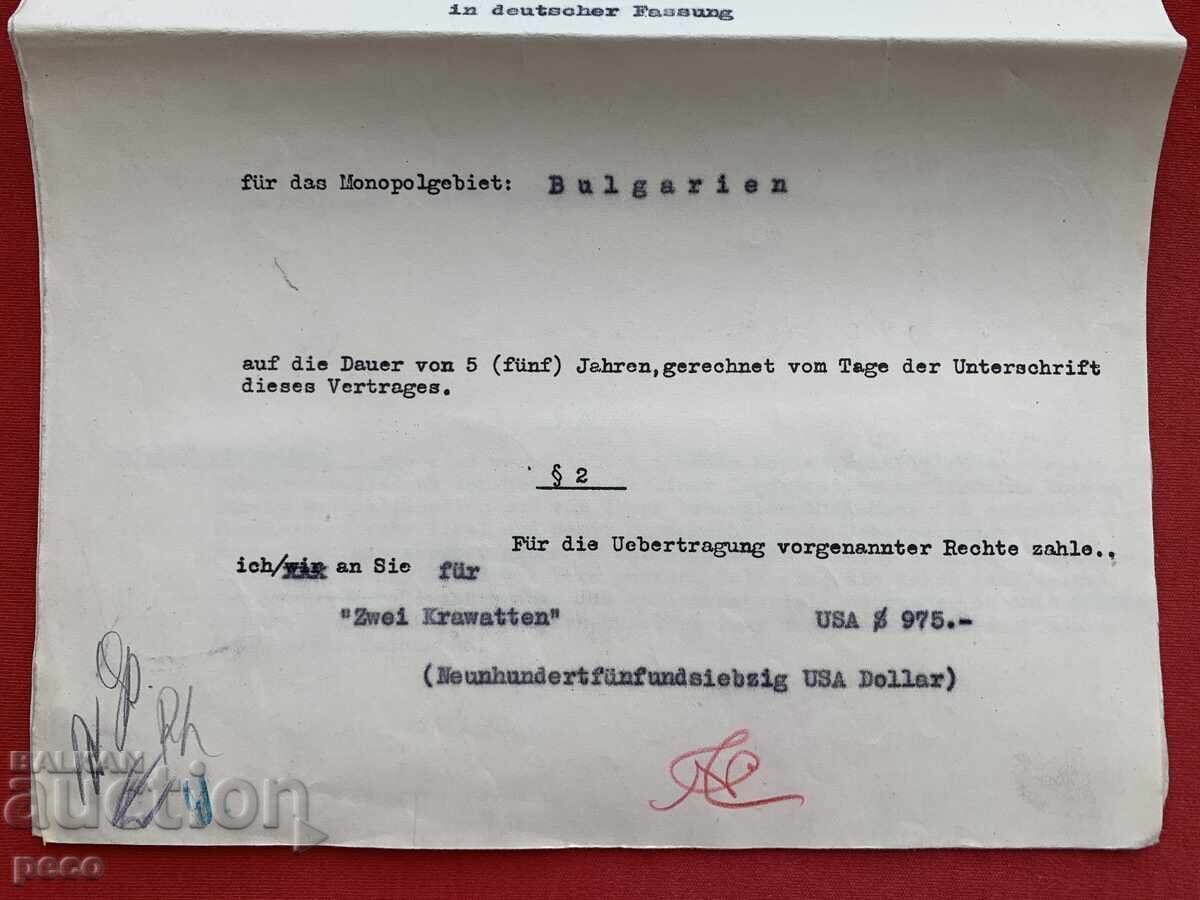 in deutscher Fassung
für das Monopolgebiet: Bulgarien
auf die Dauer von 5 (fünf) Jahren,gerechnet vom Tage der Unterschrift
dieses Vertrages.
§ 2
Für die Uebertragung vorgenannter Rechte zahle..
ich/wir an Sie für
"Zwei Krawatten" USA $ 975.-
(Neunhundertfünfundsiebzig USA Dollar)
BALKAN
auction
peco